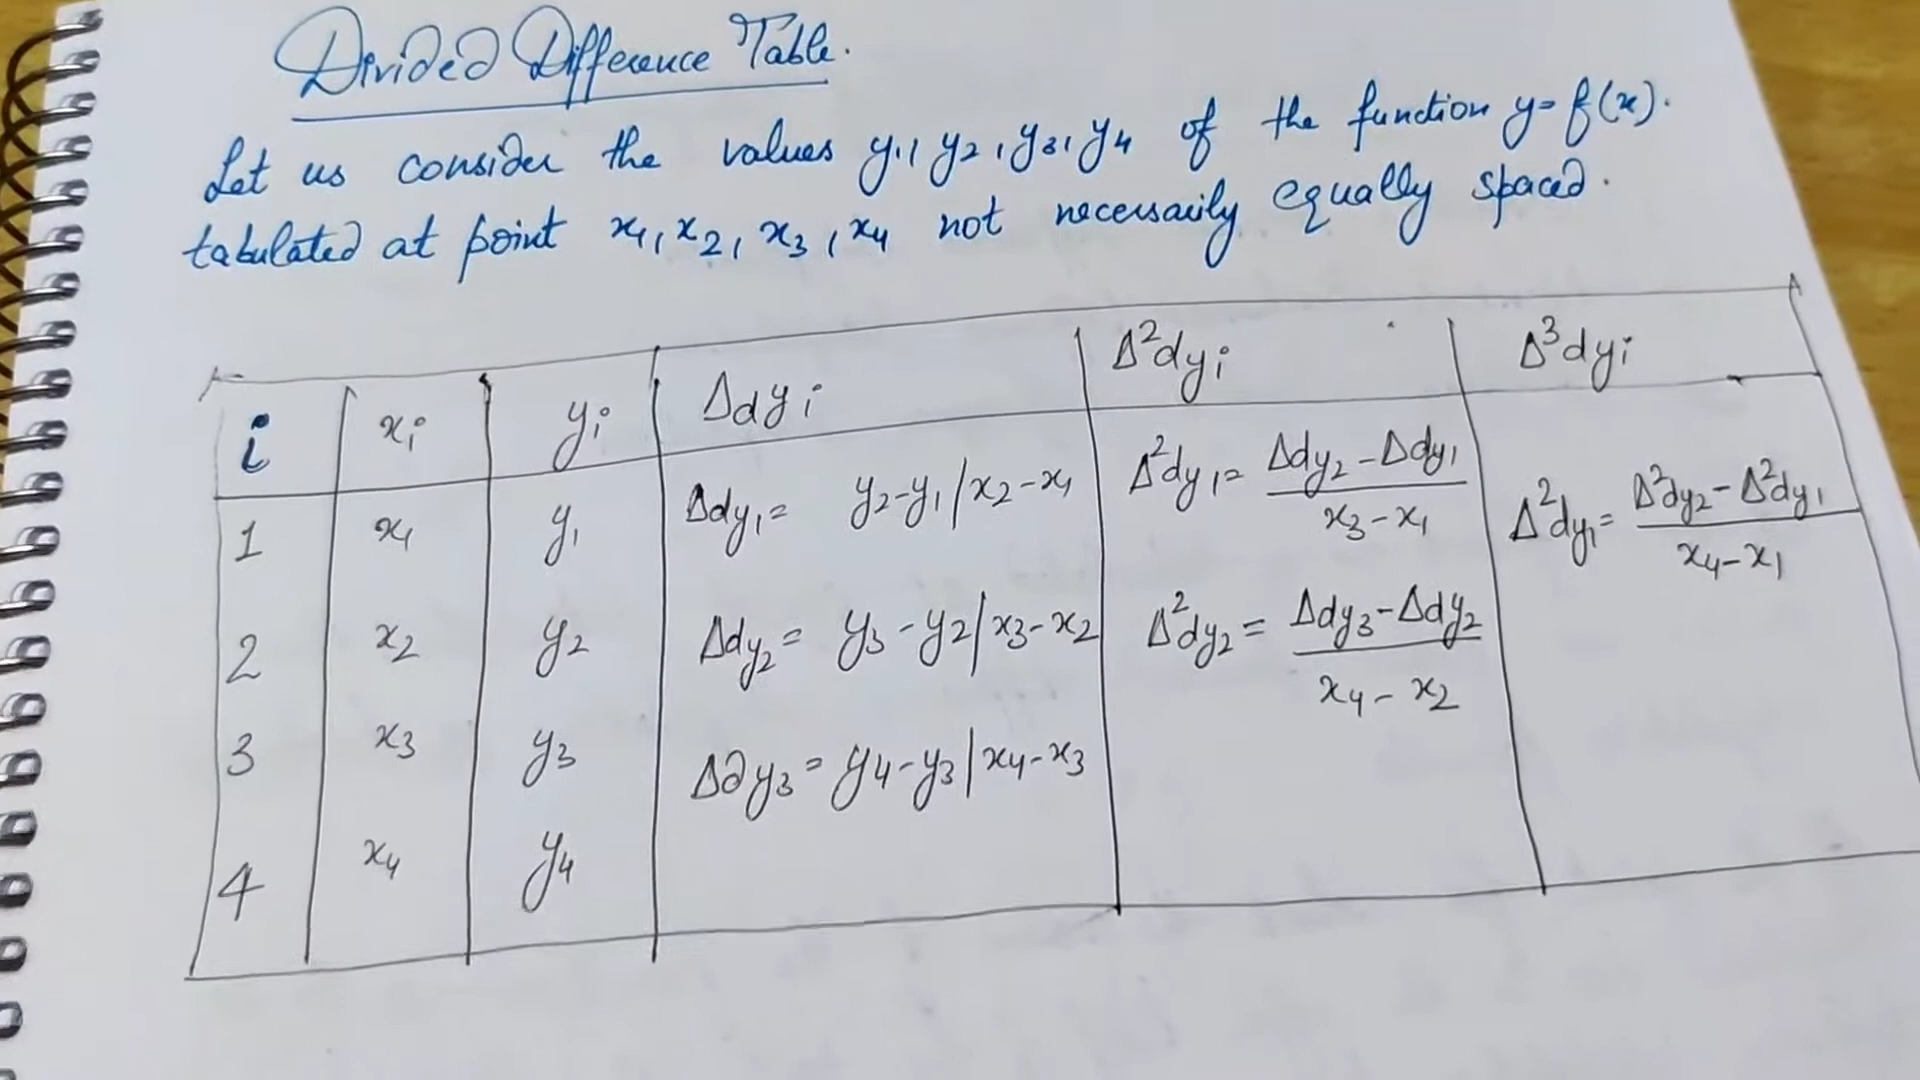 Divided Difference Table.
Let us consider the values y1, y2, y3, y4 of the function y=f(x).
tabulated at point x1, x2, x3, x4 not necessarily equally spaced.
i xi yi Δdyi Δ²dyi Δ³dyi
1 x1 y1 Δdy1= y2-y1/x2-x1 Δ²dy1= Δdy2-Δdy1/x3-x1 Δ²dy1= Δ²dy2-Δ²dy1/x4-x1
2 x2 y2 Δdy2= y3-y2/x3-x2 Δ²dy2= Δdy3-Δdy2/x4-x2
3 x3 y3 Δdy3= y4-y3/x4-x3
4 x4 y4